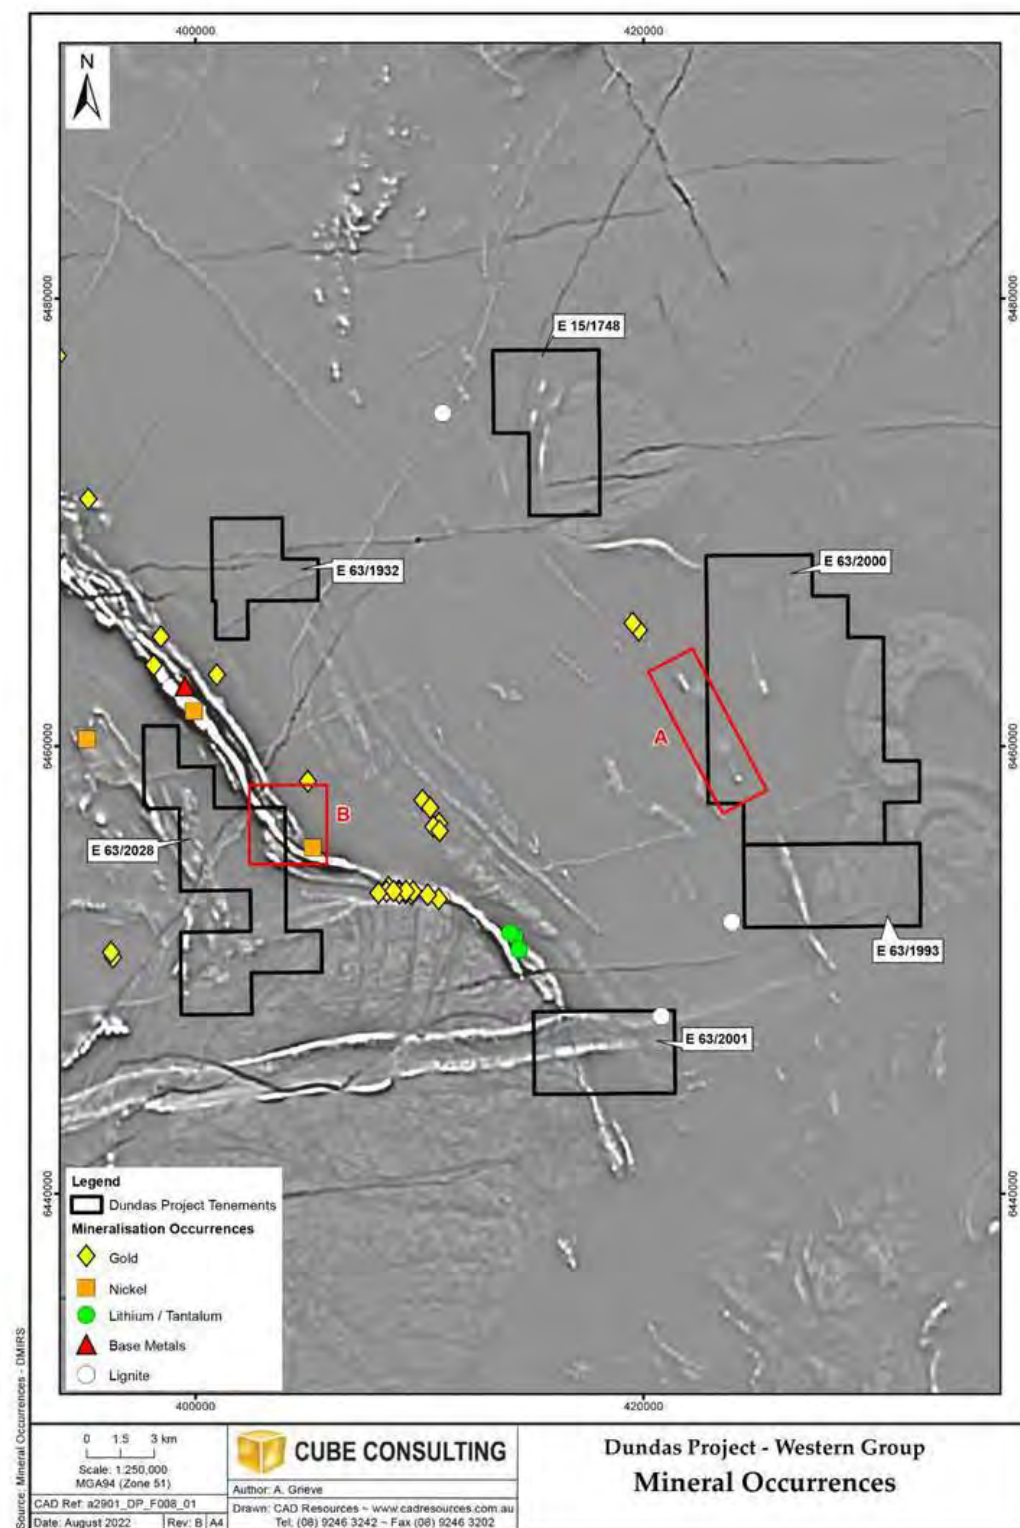 400000
420000
N
6480000
6480000
E 15/1748
E 63/1932
E 63/2000
A
6460000
6460000
B
E 63/2028
E 63/1993
E 63/2001
6440000
6440000
Legend
Dundas Project Tenements
Mineralisation Occurrences
Gold
Nickel
Lithium / Tantalum
Base Metals
Lignite
Source: Mineral Occurrences - DMIRS
400000
420000
0 1.5 3 km
Scale: 1:250,000
MGA94 (Zone 51)
CAD Ref: a2901_DP_F008_01
Date: August 2022 Rev: B A4
CUBE CONSULTING
Author: A. Grieve
Drawn: CAD Resources ~ www.cadresources.com.au
Tel: (08) 9246 3242 ~ Fax (08) 9246 3202
Dundas Project - Western Group
Mineral Occurrences